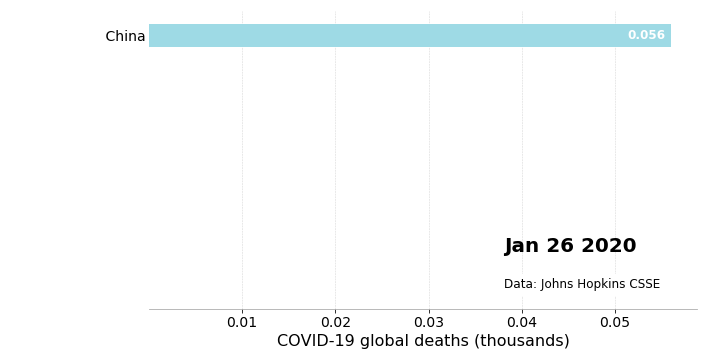 China
0.056
Jan 26 2020
Data: Johns Hopkins CSSE
0.01 0.02 0.03 0.04 0.05
COVID-19 global deaths (thousands)